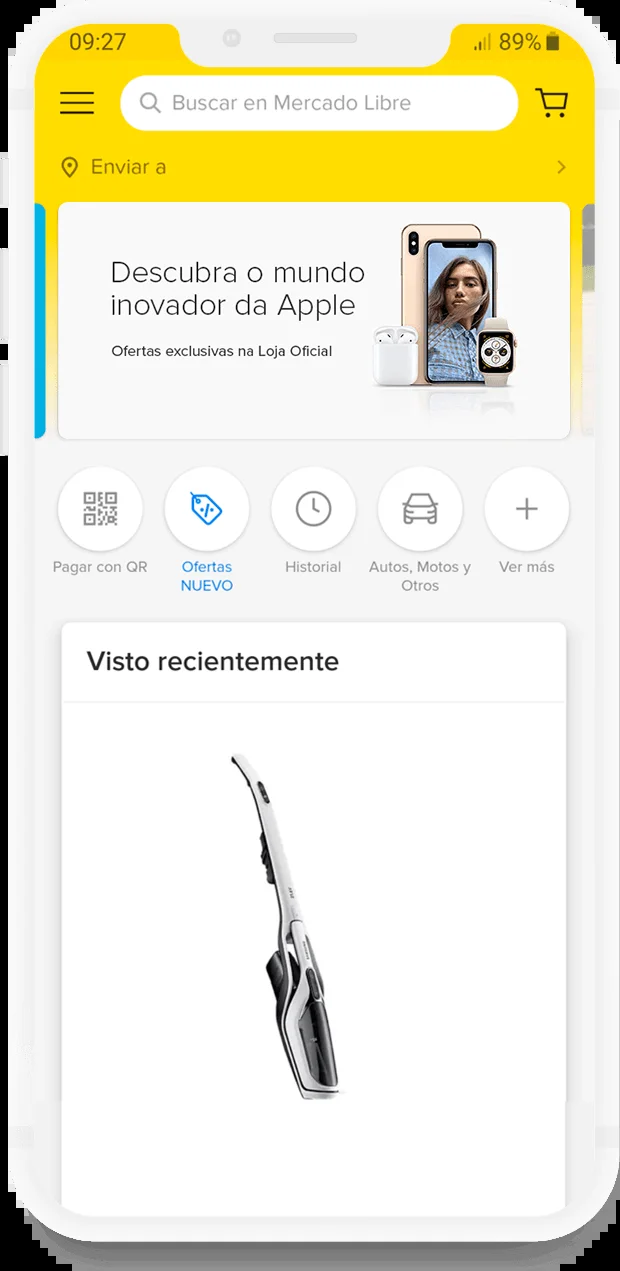 09:27
89%
Buscar en Mercado Libre
Enviar a
Descubra o mundo
inovador da Apple
Ofertas exclusivas na Loja Oficial
Pagar con QR
Ofertas
NUEVO
Historial
Autos, Motos y
Otros
Ver más
Visto recientemente